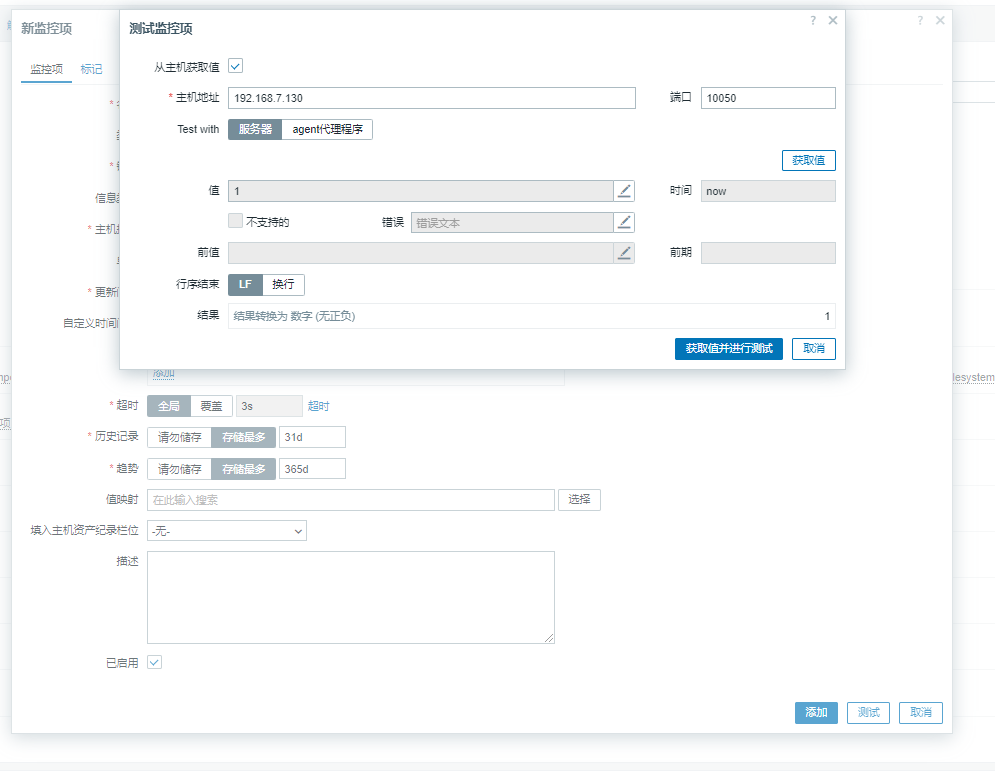 新监控项
? ×
监控项 标记
测试监控项
? ×
从主机获取值
* 主机地址 192.168.7.130 端口 10050
Test with 服务器 agent代理程序
获取值
值 1 时间 now
不支持的 错误 错误文本
前值 前期
行序结束 LF 换行
结果 结果转换为 数字 (无正负) 1
获取值并进行测试 取消
* 主机
* 更新
自定义时间
添加
lesystem
* 超时 全局 覆盖 3s 超时
* 历史记录 请勿储存 存储最多 31d
* 趋势 请勿储存 存储最多 365d
值映射 在此输入搜索 选择
填入主机资产纪录栏位 -无-
描述
已启用
添加 测试 取消